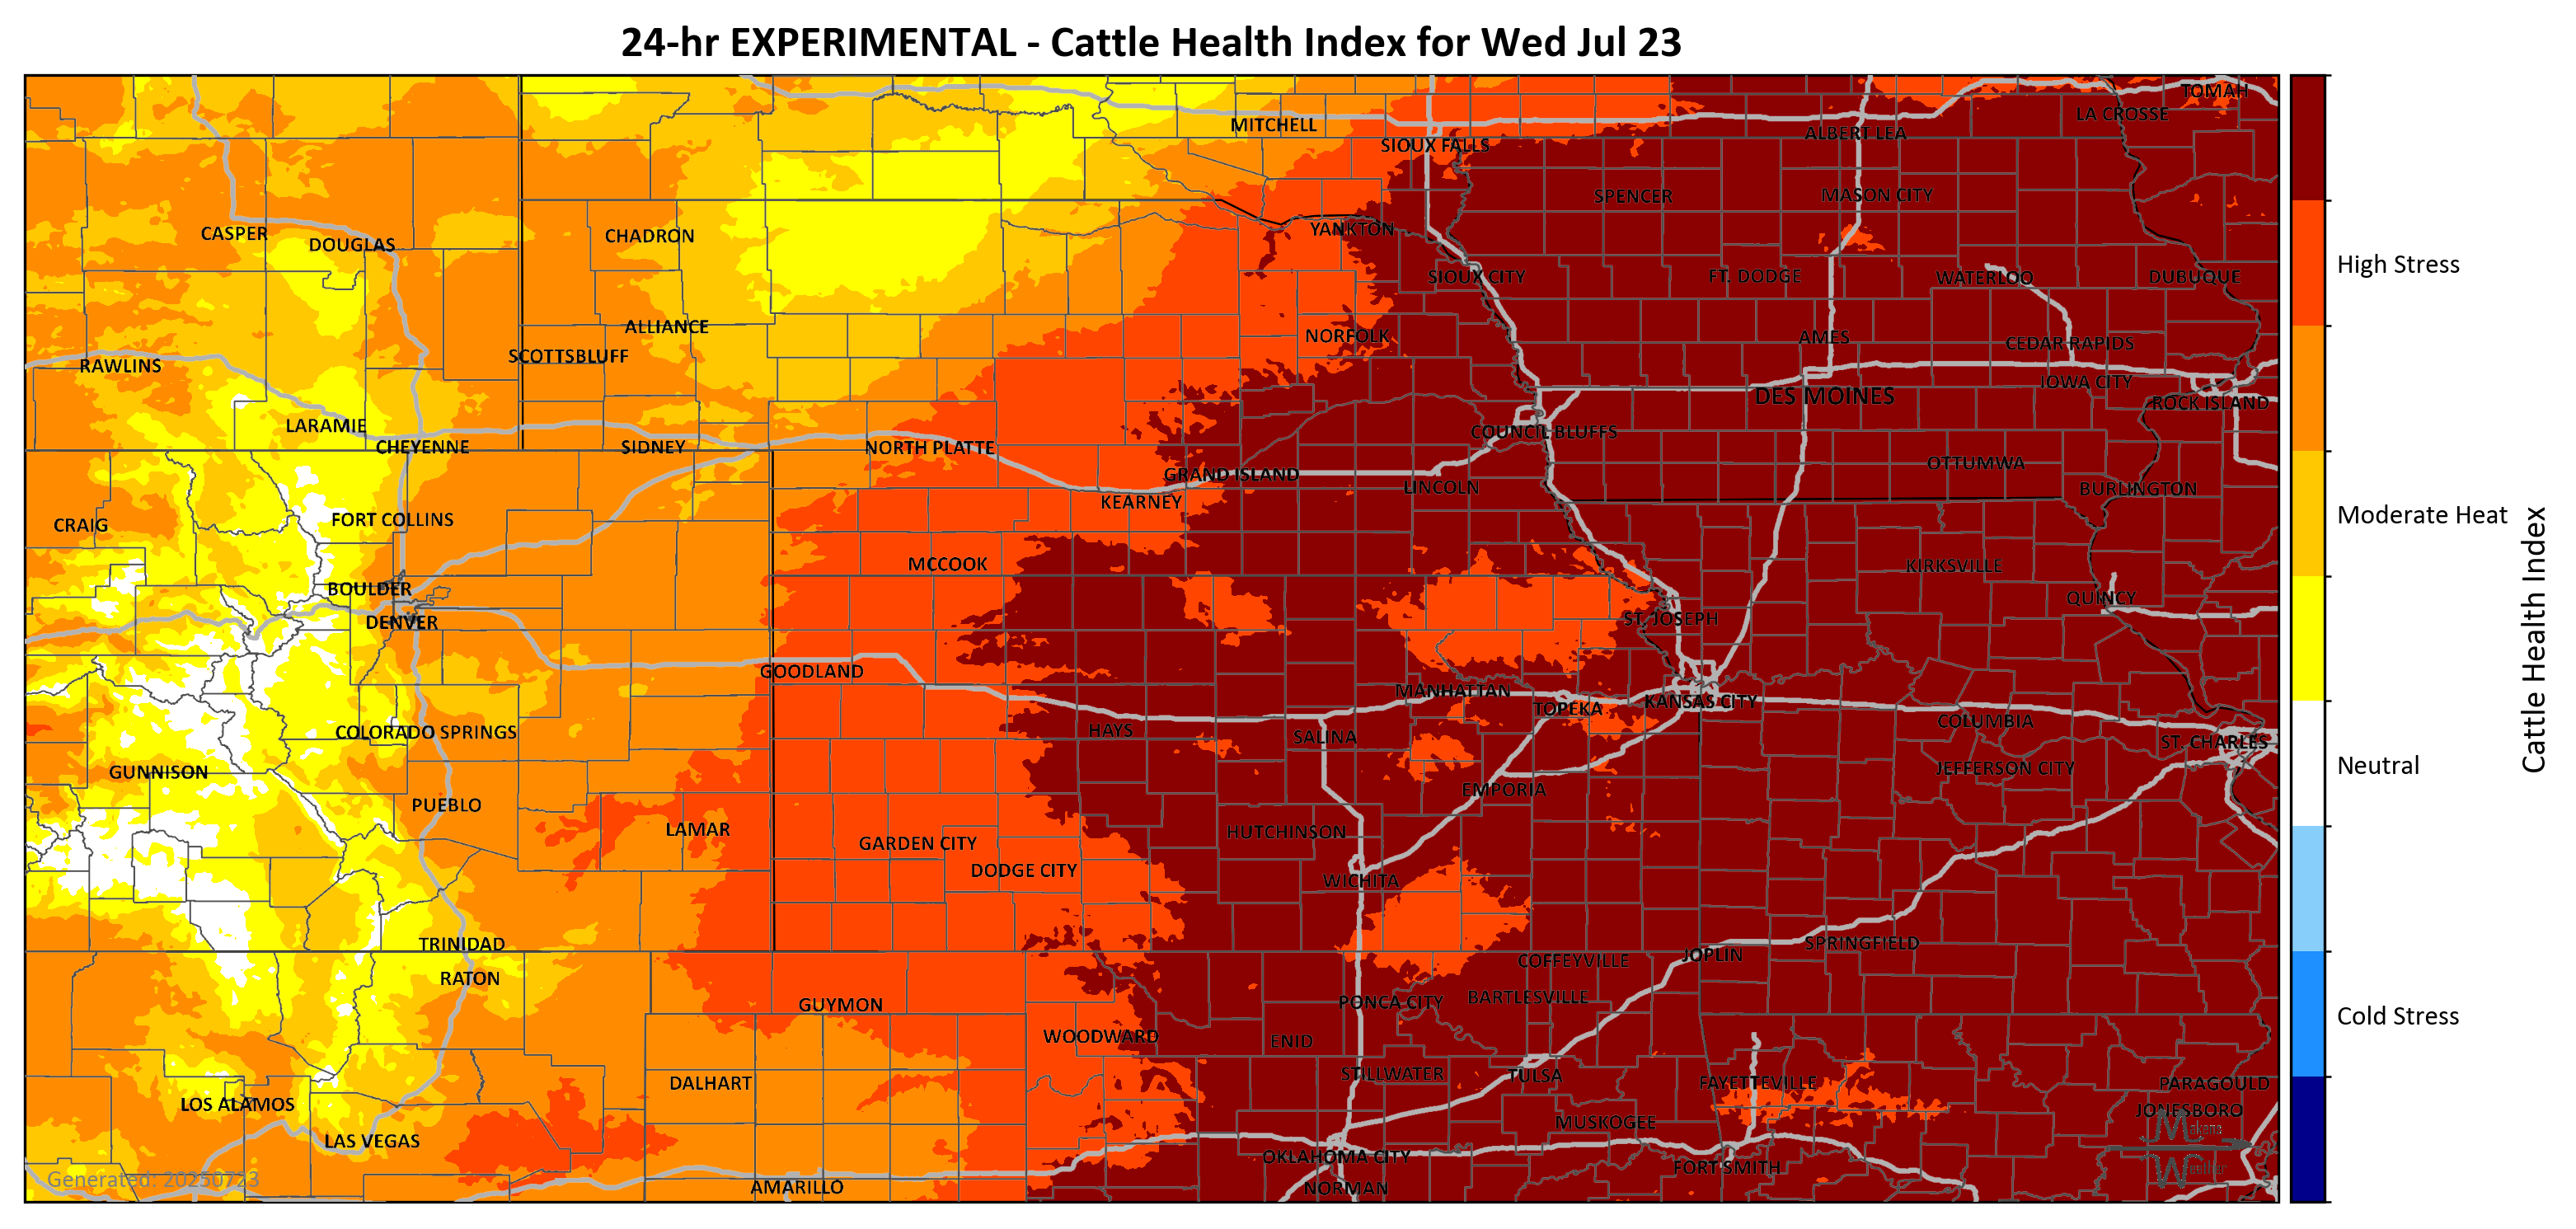 24-hr EXPERIMENTAL - Cattle Health Index for Wed Jul 23
TOMAH
LA CROSSE
MITCHELL
ALBERT LEA
SIOUX FALLS
SPENCER
MASON CITY
CASPER
DOUGLAS
CHADRON
YANKTON
SIOUX CITY
FT. DODGE
WATERLOO
DUBUQUE
High Stress
ALLIANCE
NORFOLK
AMES
CEDAR RAPIDS
SCOTTSBLUFF
RAWLINS
IOWA CITY
DES MOINES
ROCK ISLAND
LARAMIE
COUNCIL BLUFFS
CHEYENNE
SIDNEY
NORTH PLATTE
OTTUMWA
GRAND ISLAND
LINCOLN
BURLINGTON
KEARNEY
Moderate Heat
CRAIG
FORT COLLINS
MCCOOK
KIRKSVILLE
BOULDER
QUINCY
DENVER
ST. JOSEPH
Cattle Health Index
GOODLAND
MANHATTAN
TOPEKA
KANSAS CITY
COLORADO SPRINGS
HAYS
SALINA
COLUMBIA
ST. CHARLES
GUNNISON
JEFFERSON CITY
Neutral
EMPORIA
PUEBLO
LAMAR
HUTCHINSON
GARDEN CITY
DODGE CITY
WICHITA
TRINIDAD
SPRINGFIELD
JOPLIN
COFFEYVILLE
RATON
GUYMON
PONCA CITY
BARTLESVILLE
Cold Stress
WOODWARD
ENID
DALHART
STILLWATER
TULSA
FAYETTEVILLE
PARAGOULD
LOS ALAMOS
JONESBORO
MUSKOGEE
Makens
LAS VEGAS
OKLAHOMA CITY
FORT SMITH
Weather
Generated: 20250723
AMARILLO
NORMAN